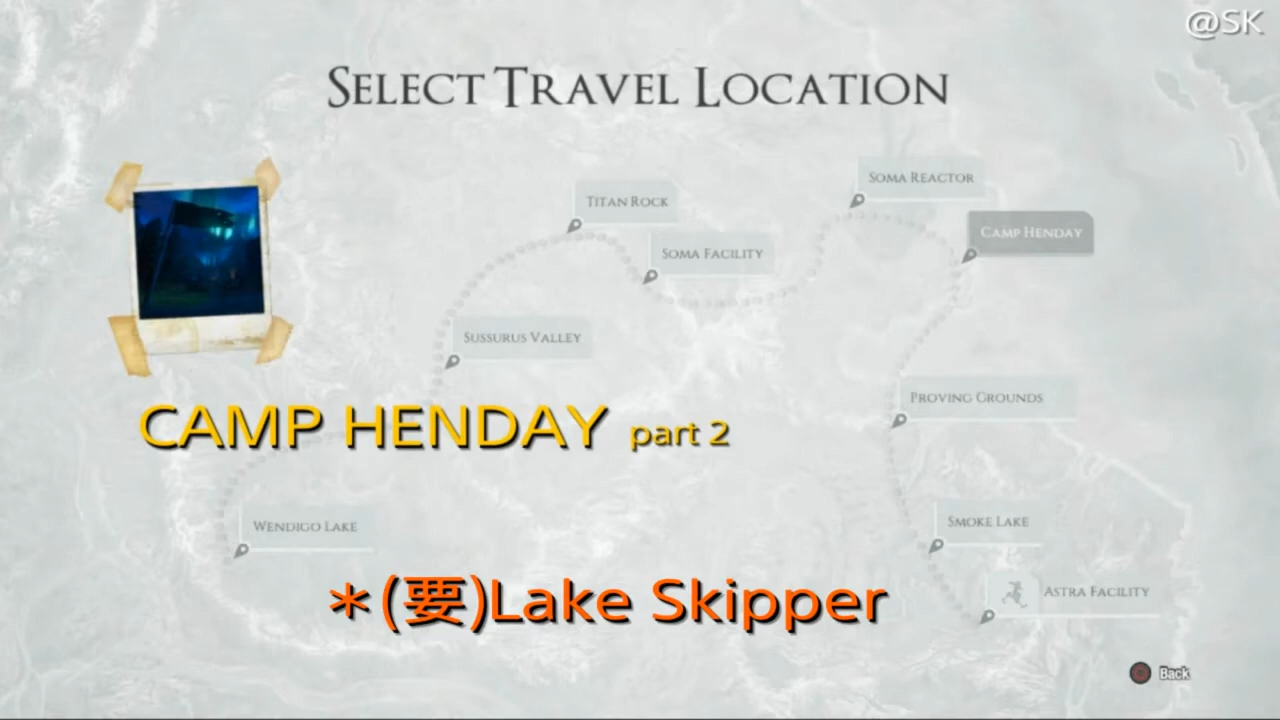 @SK
SELECT TRAVEL LOCATION
SOMA REACTOR
TITAN ROCK
CAMP HENDAY
SOMA FACILITY
SUSSURUS VALLEY
PROVING GROUNDS
CAMP HENDAY part 2
WENDIGO LAKE
SMOKE LAKE
ASTRA FACILITY
＊(要)Lake Skipper
Back